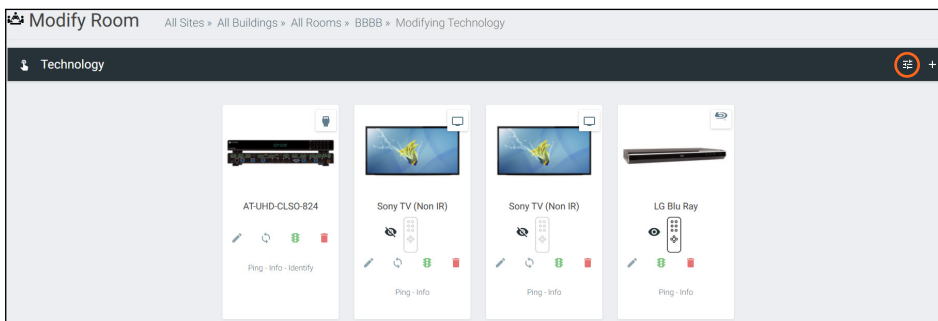 Modify Room All Sites » All Buildings » All Rooms » BBBB » Modifying Technology
Technology
AT-UHD-CLSO-824 Sony TV (Non IR) Sony TV (Non IR) LG Blu Ray
Ping - Info - Identify Ping - Info Ping - Info Ping - Info